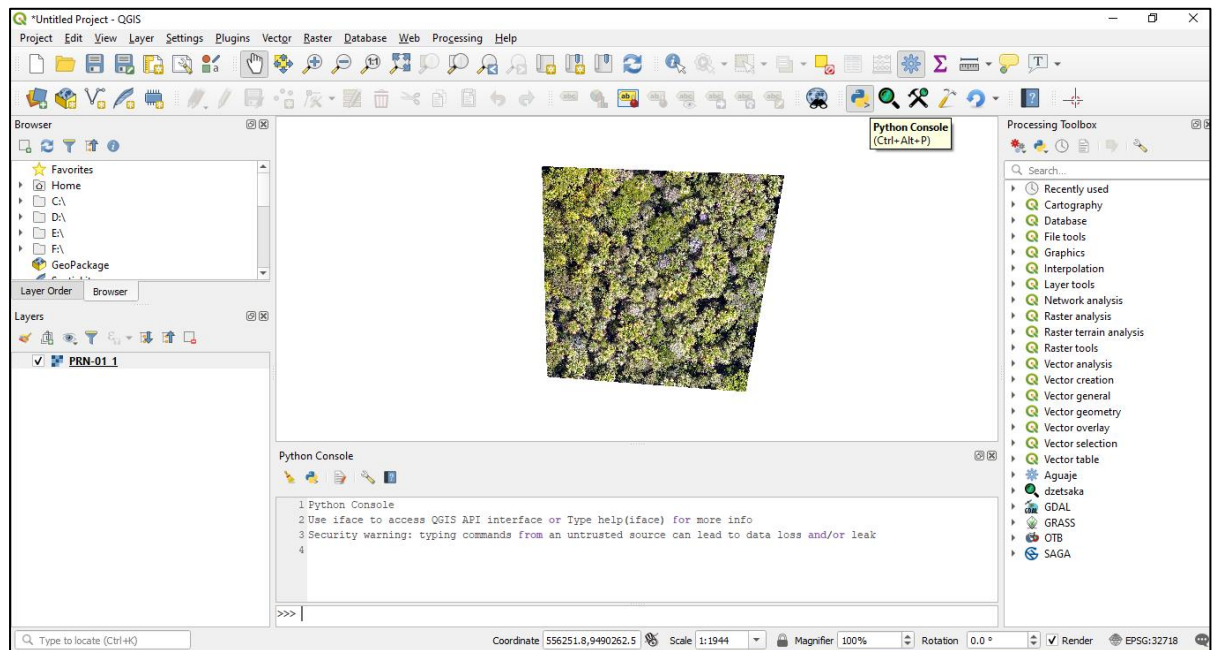 *Untitled Project - QGIS
Project Edit View Layer Settings Plugins Vector Raster Database Web Processing Help
Python Console
(Ctrl+Alt+P)
Browser
Favorites
Home
C:\
D:\
E:\
F:\
GeoPackage
Layer Order Browser
Layers
PRN-01 1
Python Console
1 Python Console
2 Use iface to access QGIS API interface or Type help(iface) for more info
3 Security warning: typing commands from an untrusted source can lead to data loss and/or leak
4
>>>
Processing Toolbox
Search...
Recently used
Cartography
Database
File tools
Graphics
Interpolation
Layer tools
Network analysis
Raster analysis
Raster terrain analysis
Raster tools
Vector analysis
Vector creation
Vector general
Vector geometry
Vector overlay
Vector selection
Vector table
Aguaje
dzetsaka
GDAL
GRASS
OTB
SAGA
Type to locate (Ctrl+K) Coordinate 556251.8,9490262.5 Scale 1:1944 Magnifier 100% Rotation 0.0 ° Render EPSG:32718